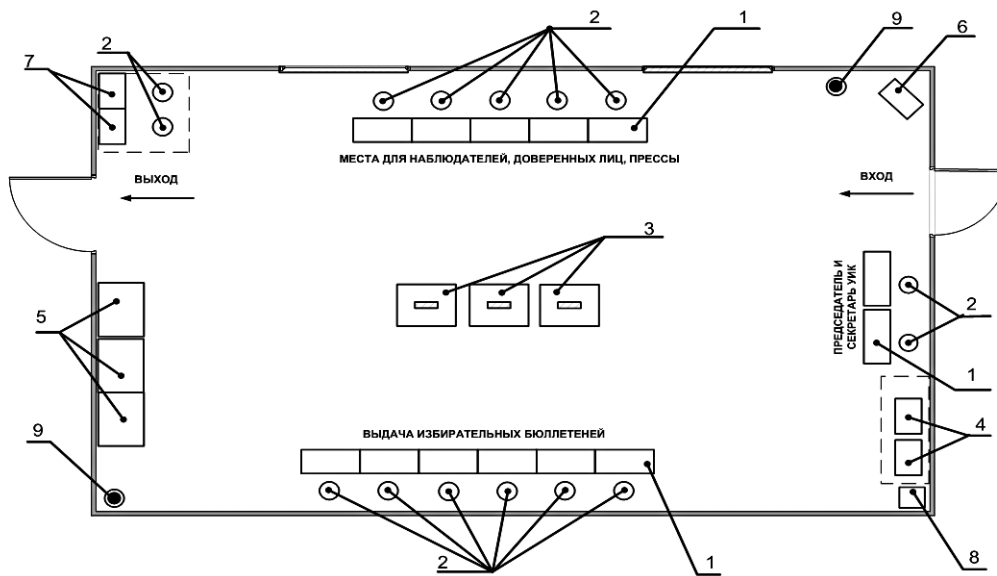 2 1 9 6
7 2
МЕСТА ДЛЯ НАБЛЮДАТЕЛЕЙ, ДОВЕРЕННЫХ ЛИЦ, ПРЕССЫ
ВЫХОД
ВХОД
3
ПРЕДСЕДАТЕЛЬ И
СЕКРЕТАРЬ УИК
2
5
1
4
9
ВЫДАЧА ИЗБИРАТЕЛЬНЫХ БЮЛЛЕТЕНЕЙ
2
1
8